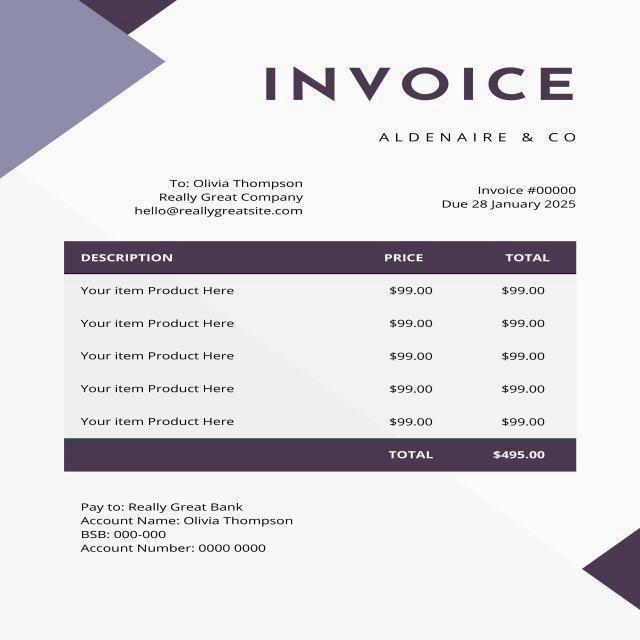 INVOICE
ALDENAIRE & CO
To: Olivia Thompson
Really Great Company
hello@reallygreatsite.com
Invoice #00000
Due 28 January 2025
DESCRIPTION PRICE TOTAL
Your item Product Here $99.00 $99.00
Your item Product Here $99.00 $99.00
Your item Product Here $99.00 $99.00
Your item Product Here $99.00 $99.00
Your item Product Here $99.00 $99.00
TOTAL $495.00
Pay to: Really Great Bank
Account Name: Olivia Thompson
BSB: 000-000
Account Number: 0000 0000